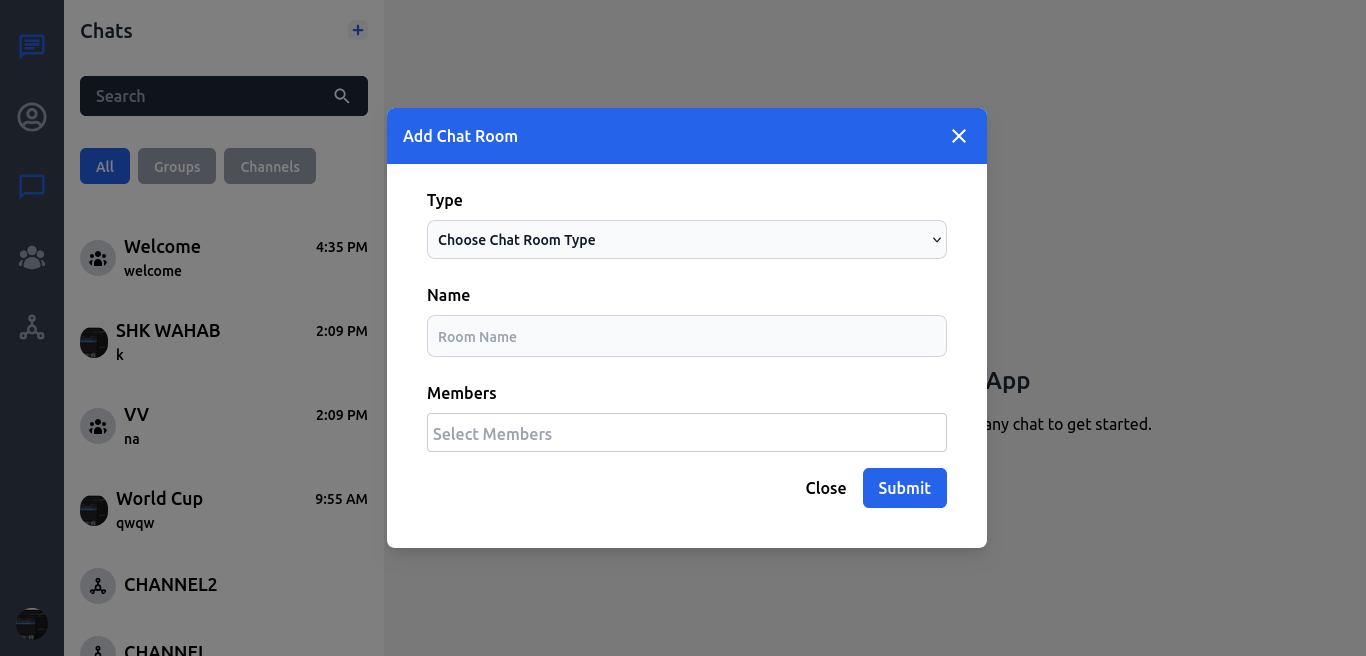 Chats
+
Search
All Groups Channels
Welcome 4:35 PM
welcome
SHK WAHAB 2:09 PM
k
VV 2:09 PM
na
World Cup 9:55 AM
qwqw
CHANNEL2
CHANNEL
Add Chat Room
Type
Choose Chat Room Type
Name
Room Name
Members
Select Members
Close Submit
App
any chat to get started.